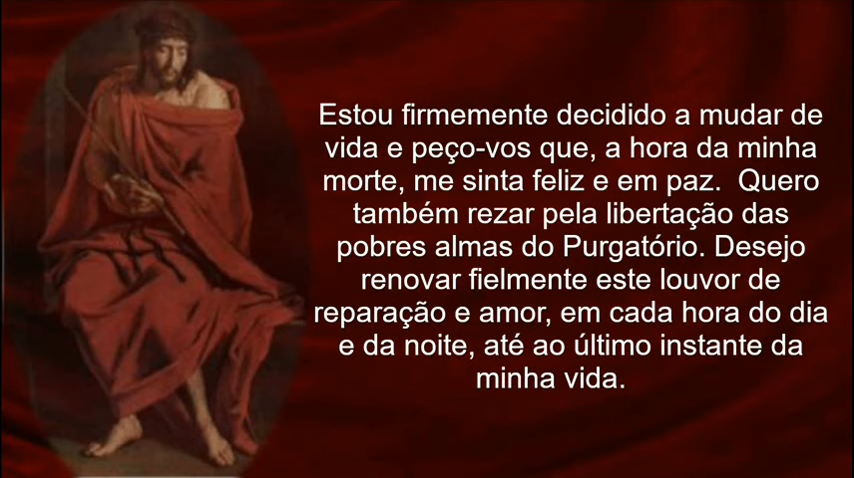 Estou firmemente decidido a mudar de
vida e peço-vos que, a hora da minha
morte, me sinta feliz e em paz.  Quero
também rezar pela libertação das
pobres almas do Purgatório. Desejo
renovar fielmente este louvor de
reparação e amor, em cada hora do dia
e da noite, até ao último instante da
minha vida.